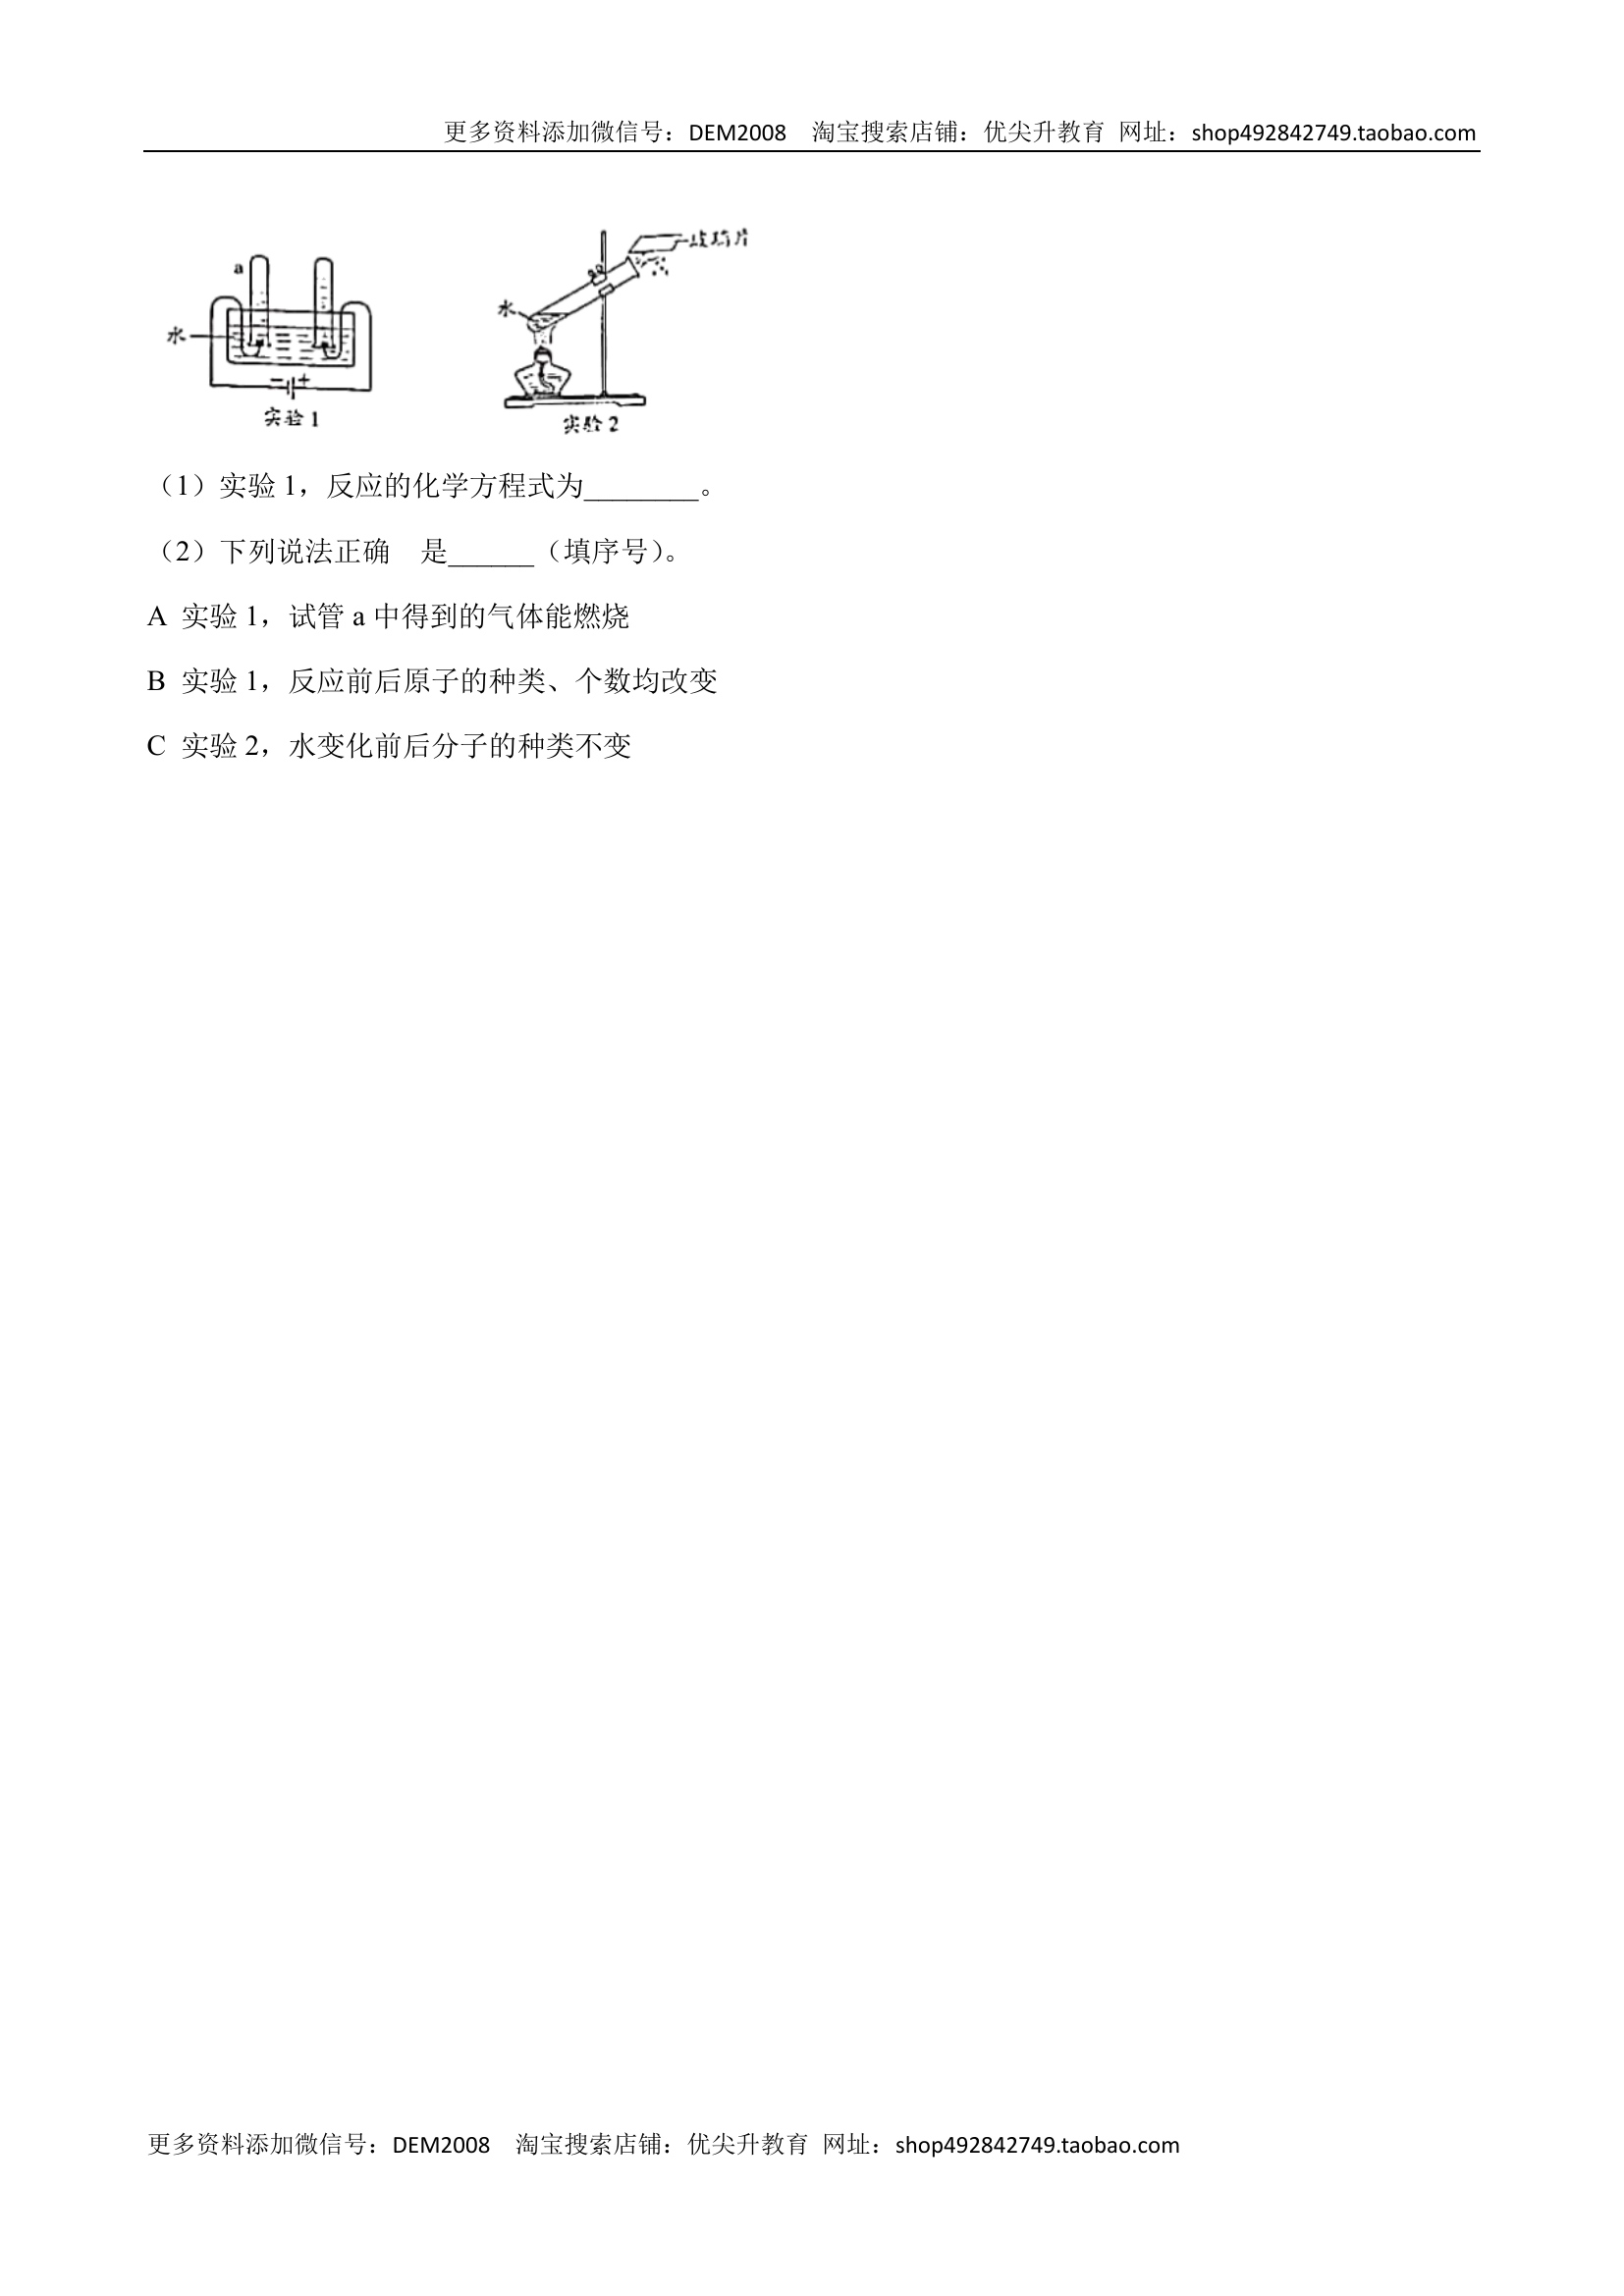 更多资料添加微信号：DEM2008 淘宝搜索店铺：优尖升教育 网址：shop492842749.taobao.com
a
水
实验 1
水
玻璃片
实验 2
（1）实验 1，反应的化学方程式为________。
（2）下列说法正确 是______（填序号）。
A 实验 1，试管 a 中得到的气体能燃烧
B 实验 1，反应前后原子的种类、个数均改变
C 实验 2，水变化前后分子的种类不变
更多资料添加微信号：DEM2008 淘宝搜索店铺：优尖升教育 网址：shop492842749.taobao.com